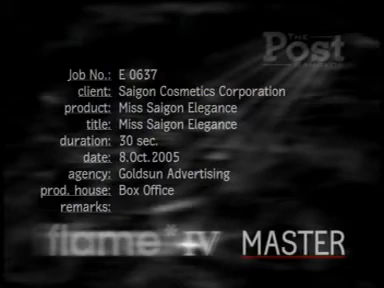 THE
Post
Job No.: E 0637
client: Saigon Cosmetics Corporation
product: Miss Saigon Elegance
title: Miss Saigon Elegance
duration: 30 sec.
date: 8.Oct.2005
agency: Goldsun Advertising
prod. house: Box Office
remarks:
flame* IV MASTER